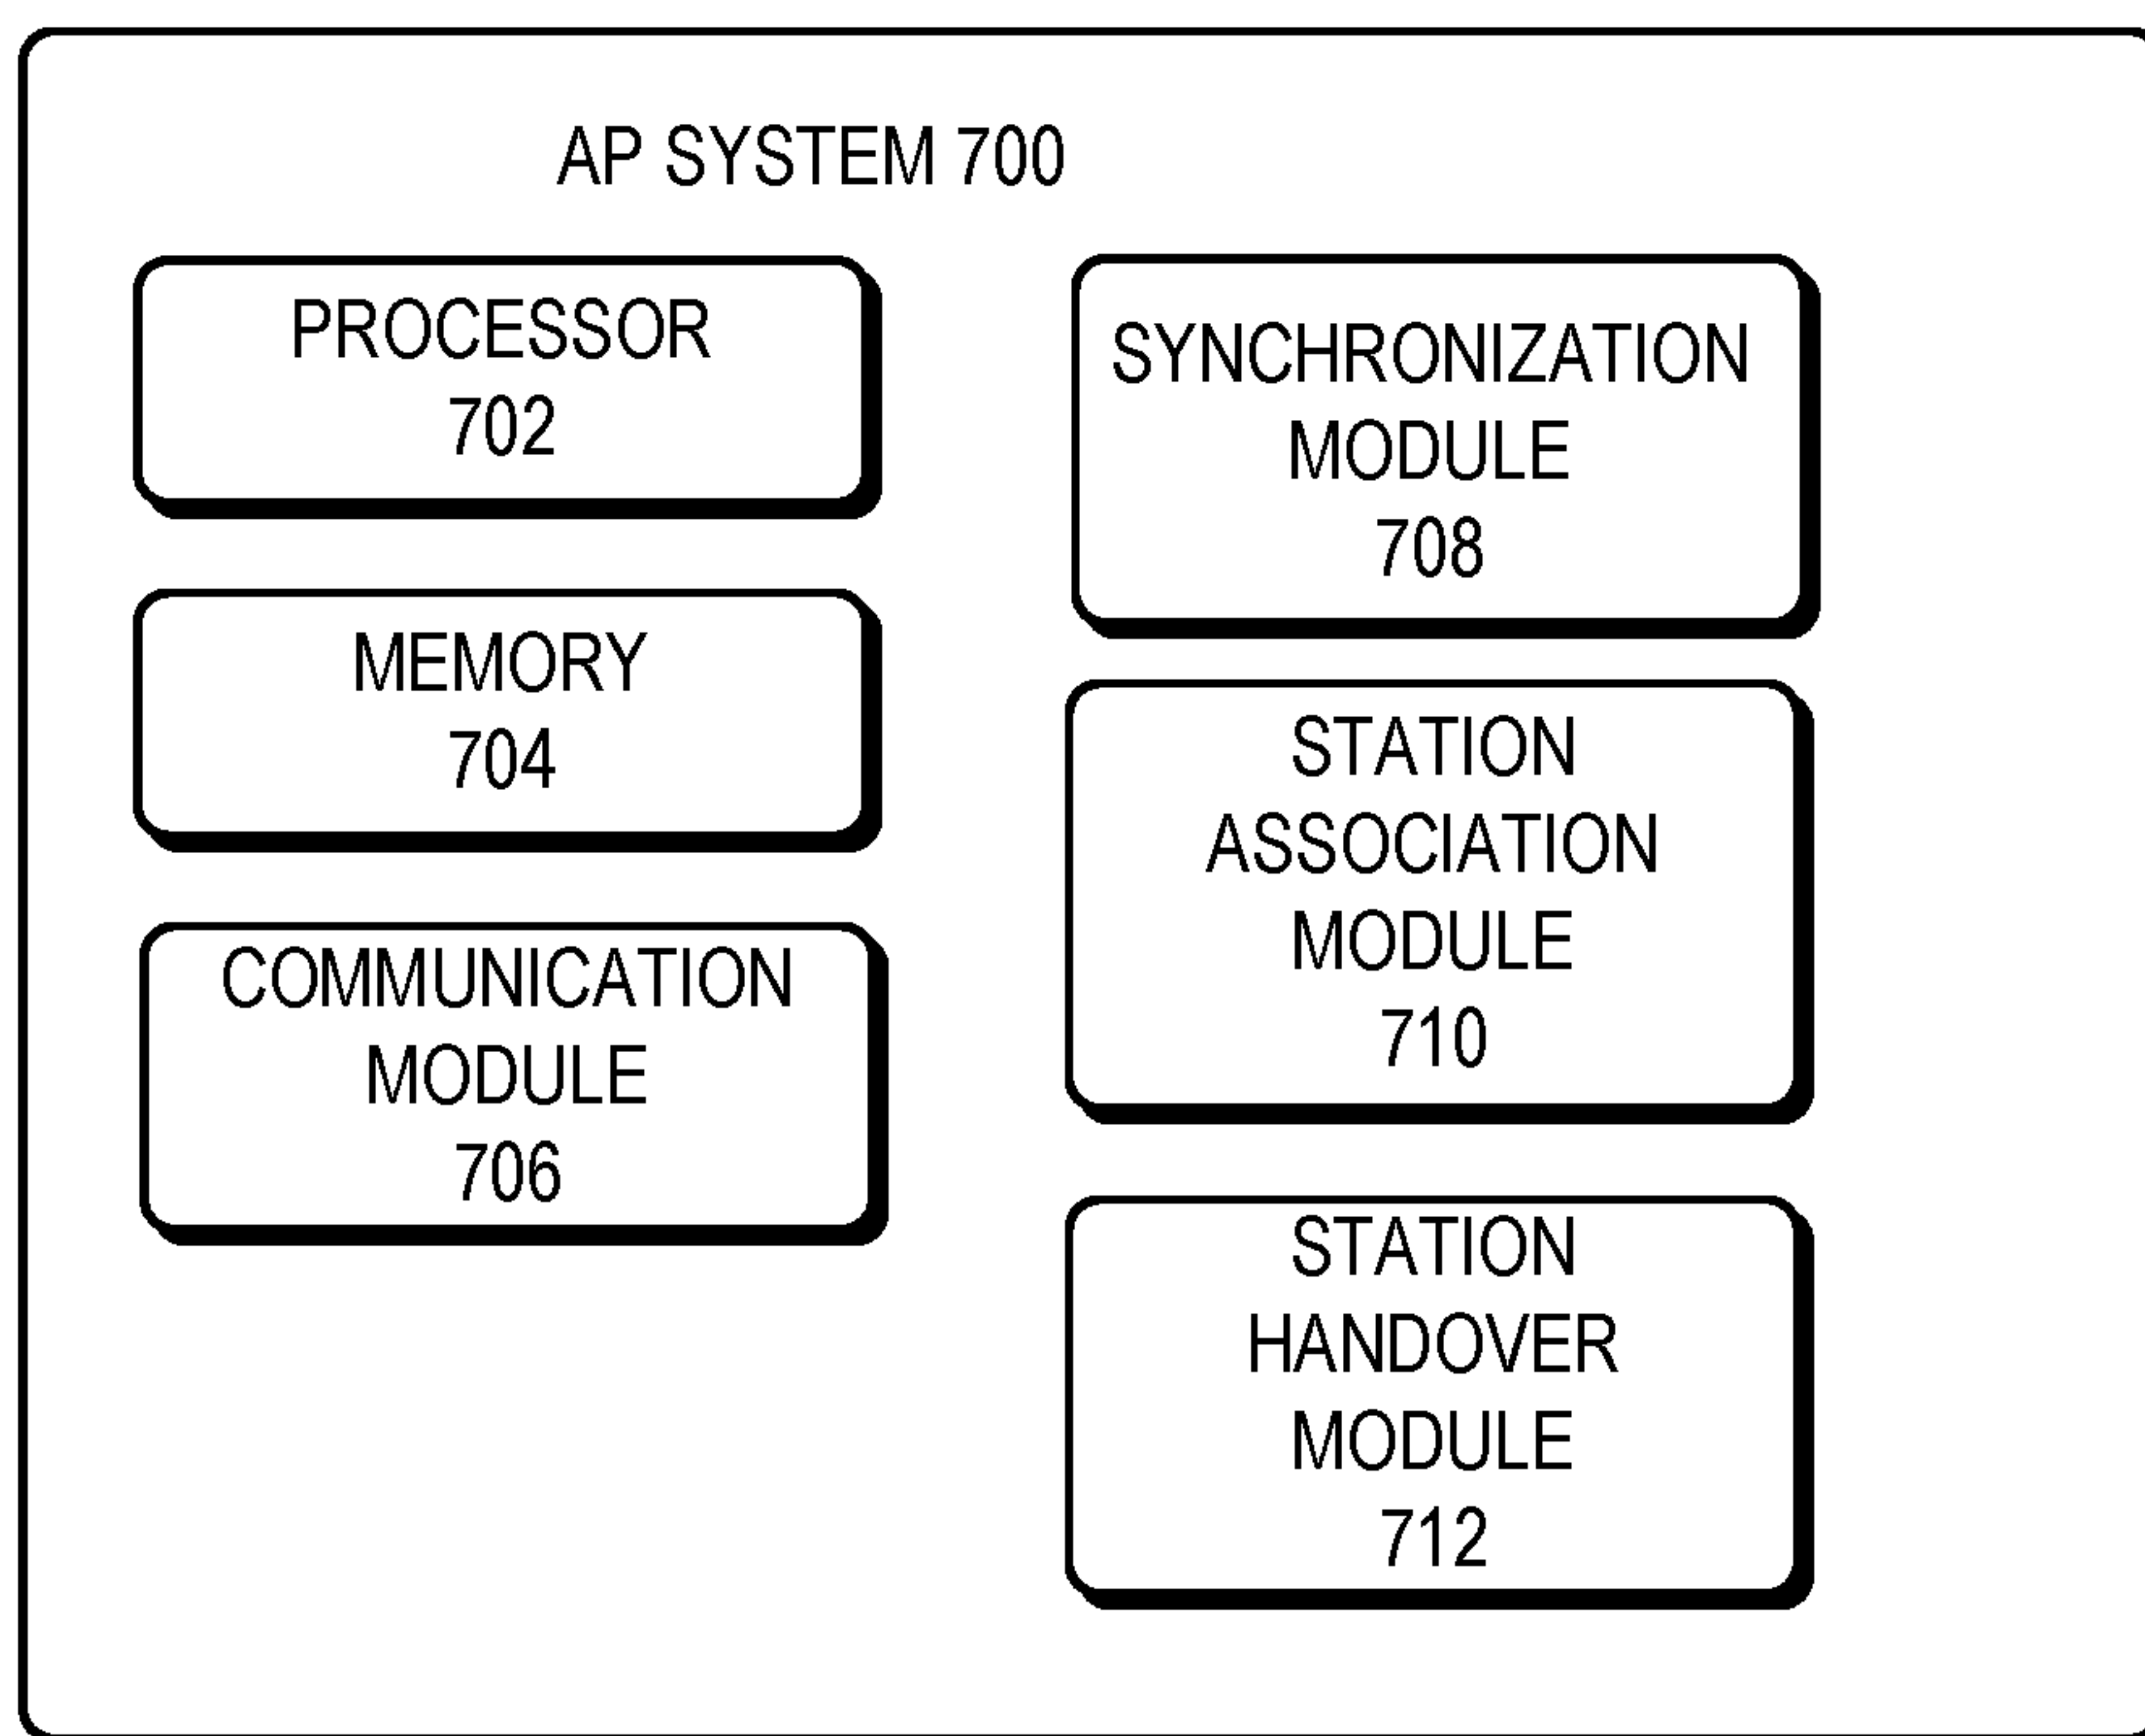 AP SYSTEM 700
PROCESSOR
702
MEMORY
704
COMMUNICATION
MODULE
706
SYNCHRONIZATION
MODULE
708
STATION
ASSOCIATION
MODULE
710
STATION
HANDOVER
MODULE
712